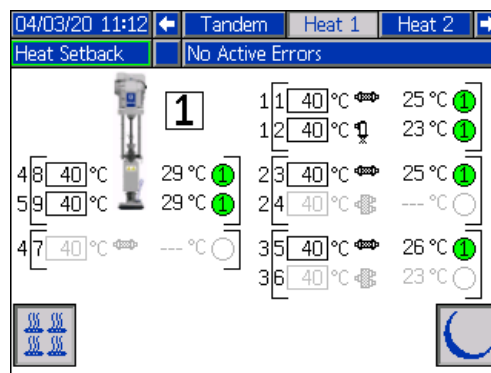 04/03/20 11:12 Tandem Heat 1 Heat 2
Heat Setback No Active Errors
1
1 1 40 °C 25 °C 1
1 2 40 °C 23 °C 1
4 8 40 °C 29 °C 1
5 9 40 °C 29 °C 1
2 3 40 °C 25 °C 1
2 4 40 °C --- °C
4 7 40 °C --- °C
3 5 40 °C 26 °C 1
3 6 40 °C 23 °C